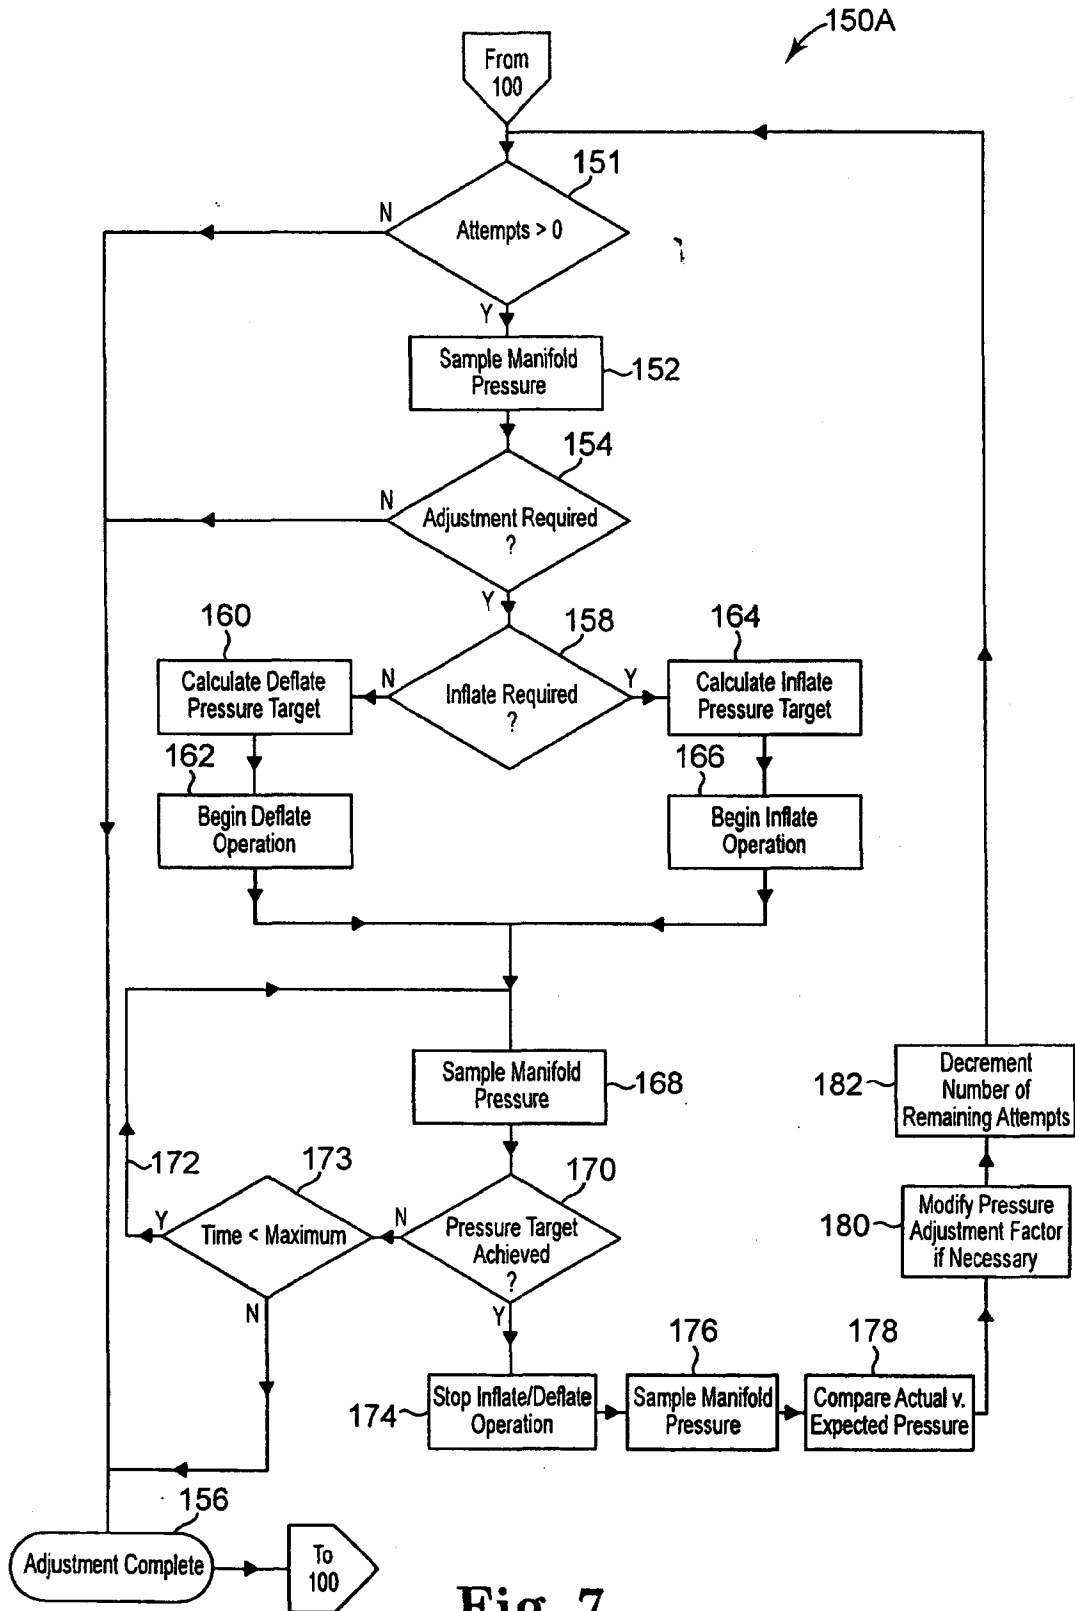 150A
From
100
151
N
Attempts > 0
Y
Sample Manifold
Pressure
152
154
N
Adjustment Required
?
Y
160
158
164
Calculate Deflate
Pressure Target
N
Inflate Required
?
Y
Calculate Inflate
Pressure Target
162
166
Begin Deflate
Operation
Begin Inflate
Operation
Sample Manifold
Pressure
168
182
Decrement
Number of
Remaining Attempts
172
173
170
Y
Time < Maximum
N
Pressure Target
Achieved
?
180
Modify Pressure
Adjustment Factor
if Necessary
N
Y
176
178
174
Stop Inflate/Deflate
Operation
Sample Manifold
Pressure
Compare Actual v.
Expected Pressure
156
Adjustment Complete
To
100
Fig. 7